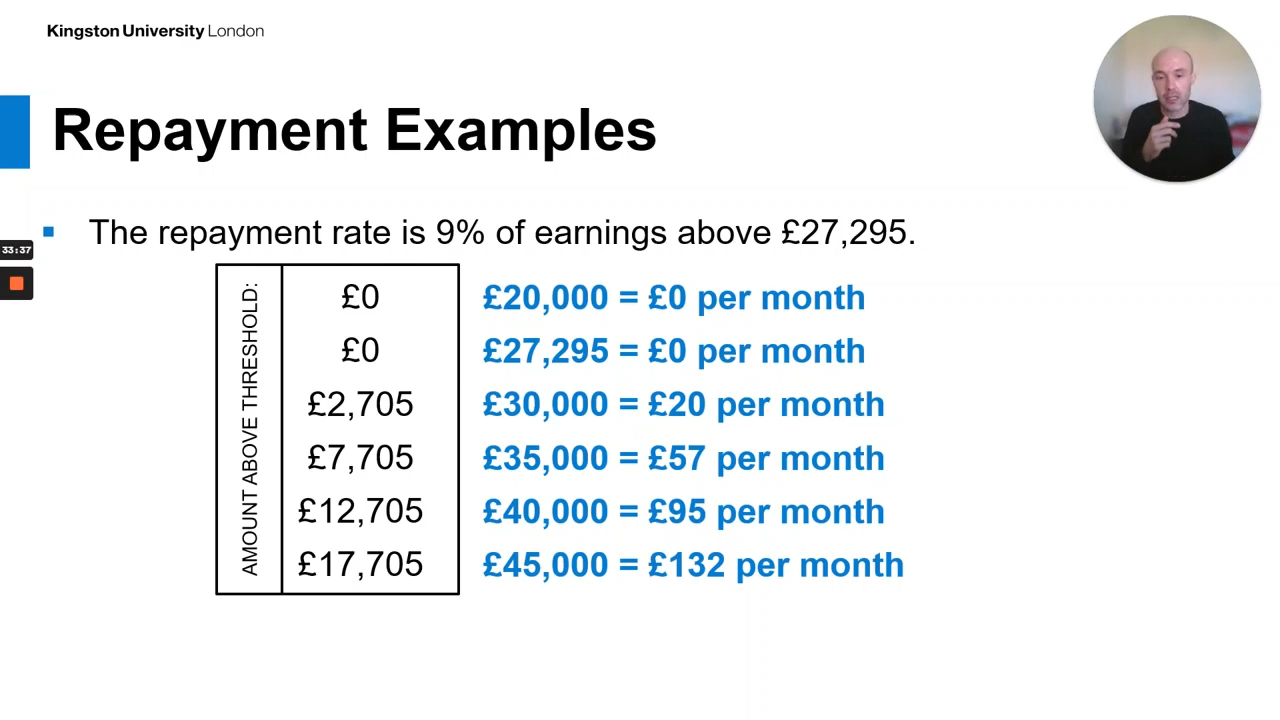 Kingston University London
Repayment Examples
The repayment rate is 9% of earnings above £27,295.
33:37
AMOUNT ABOVE THRESHOLD:
£0 £20,000 = £0 per month
£0 £27,295 = £0 per month
£2,705 £30,000 = £20 per month
£7,705 £35,000 = £57 per month
£12,705 £40,000 = £95 per month
£17,705 £45,000 = £132 per month